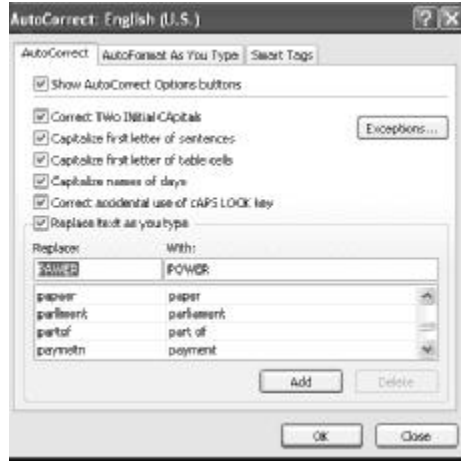 AutoCorrect: English (U.S.)
AutoCorrect AutoFormat As You Type Smart Tags
Show AutoCorrect Options buttons
Correct TWo INitial CApitals
Exceptions...
Capitalize first letter of sentences
Capitalize first letter of table cells
Capitalize names of days
Correct accidental use of cAPS LOCK key
Replace text as you type
Replace: With:
PAWER POWER
papeer paper
parliment parliament
partof part of
paymetn payment
Add Delete
OK Close